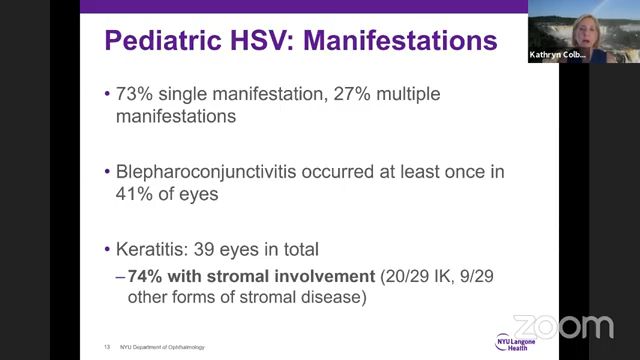 Pediatric HSV: Manifestations
Kathryn Colb...
• 73% single manifestation, 27% multiple
manifestations
• Blepharoconjunctivitis occurred at least once in
41% of eyes
• Keratitis: 39 eyes in total
–74% with stromal involvement (20/29 IK, 9/29
other forms of stromal disease)
13 NYU Department of Ophthalmology
NYU Langone
Health
zoom